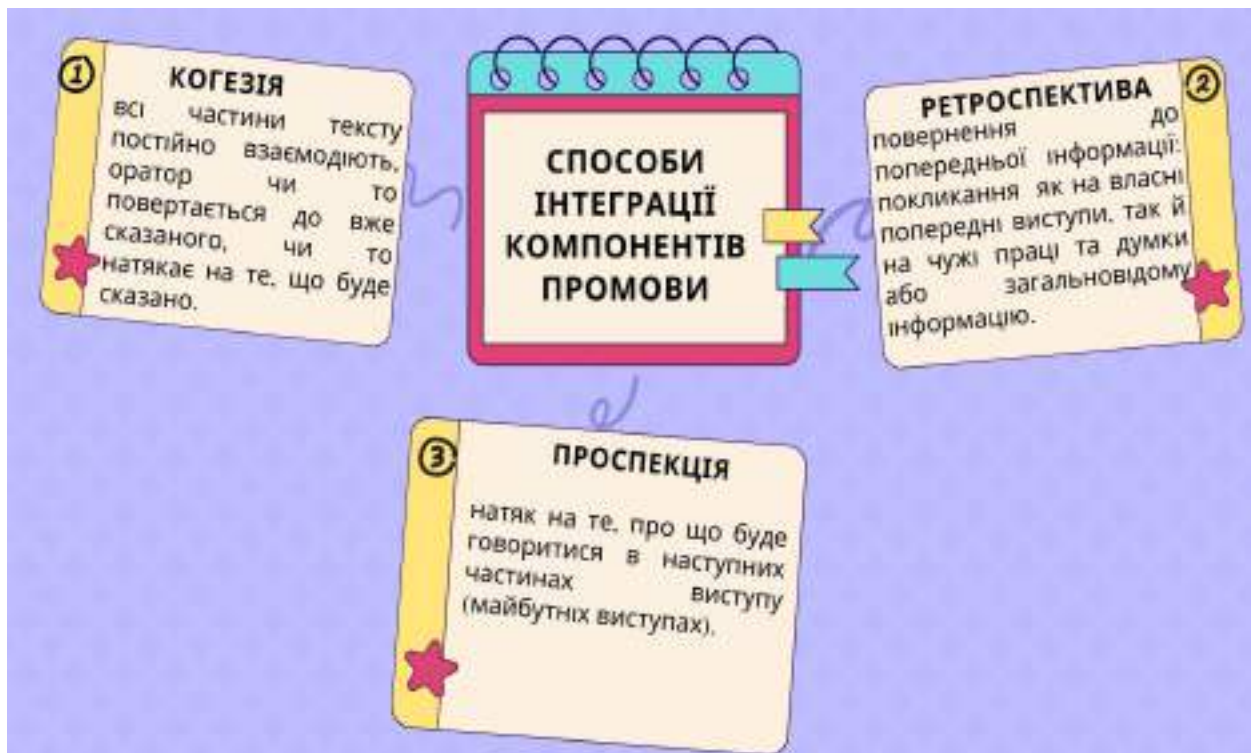 СПОСОБИ
ІНТЕГРАЦІЇ
КОМПОНЕНТІВ
ПРОМОВИ
1
КОГЕЗІЯ
всі частини тексту
постійно взаємодіють,
оратор чи то
повертається до вже
сказаного, чи то
натякає на те, що буде
сказано.
2
РЕТРОСПЕКТИВА
повернення до
попередньої інформації:
покликання як на власні
попередні виступи, так й
на чужі праці та думки
або загальновідому
інформацію.
3
ПРОСПЕКЦІЯ
натяк на те, про що буде
говоритися в наступних
частинах виступу
(майбутніх виступах).